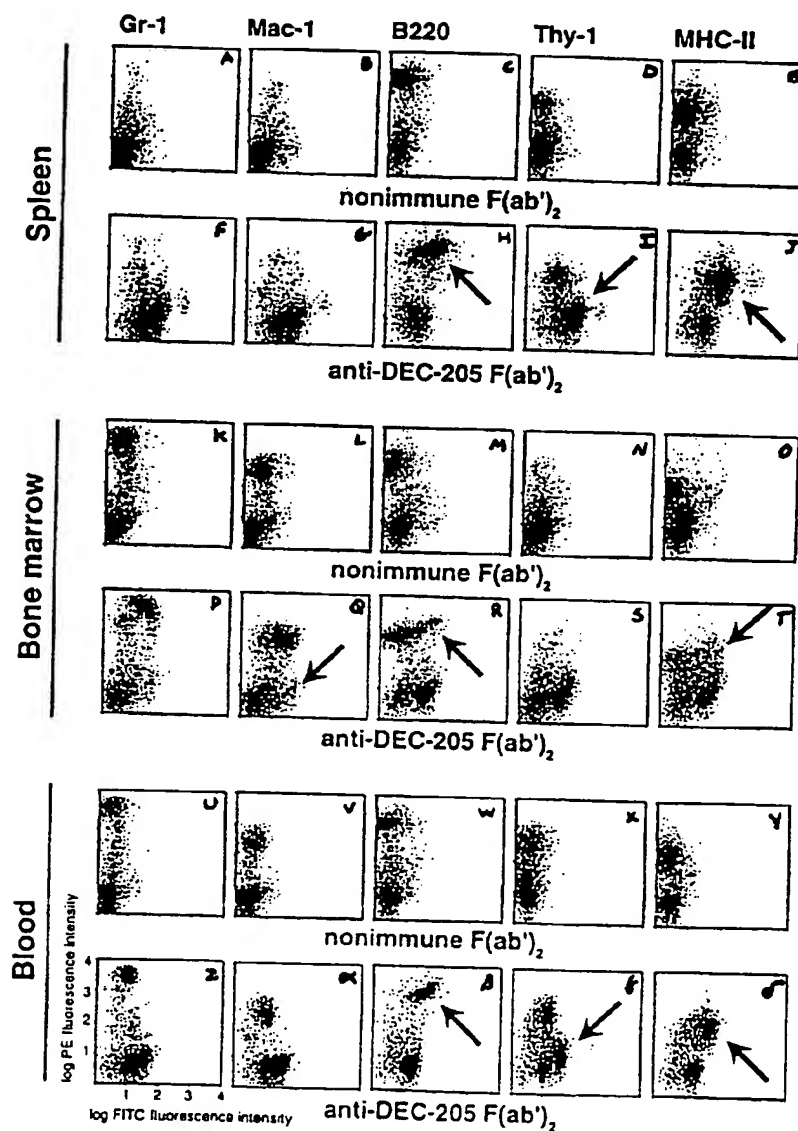 Gr-1 Mac-1 B220 Thy-1 MHC-II
A B C D
Spleen
nonimmune F(ab')₂
F G H I J
anti-DEC-205 F(ab')₂
K L M N O
Bone marrow
nonimmune F(ab')₂
P Q R S T
anti-DEC-205 F(ab')₂
U V W X Y
Blood
nonimmune F(ab')₂
Z α β γ δ
log PE fluorescence intensity
4
3
2
1
1 2 3 4
log FITC fluorescence intensity
anti-DEC-205 F(ab')₂